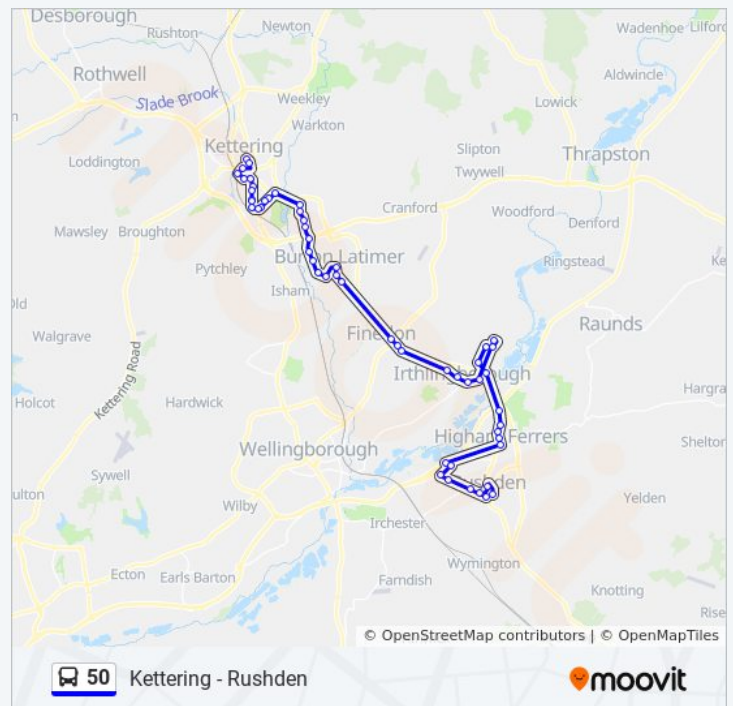 Desborough
Rushton
Newton
Wadenhoe
Lilford
Rothwell
Aldwincle
Slade Brook
Weekley
Lowick
Warkton
Kettering
Slipton
Thrapston
Loddington
Twywell
Cranford
Woodford
Denford
Mawsley
Broughton
Pytchley
Burton Latimer
Ringstead
Isham
Old
Walgrave
Finedon
Raunds
Kettering Road
Irthlingborough
Holcot
Hardwick
Hargra
Higham Ferrers
Wellingborough
Shelton
Sywell
Rushden
Yelden
Wilby
Irchester
Wymington
Ecton
Earls Barton
Farndish
Knotting
Rise
© OpenStreetMap contributors | © OpenMapTiles
50 Kettering - Rushden
moovit